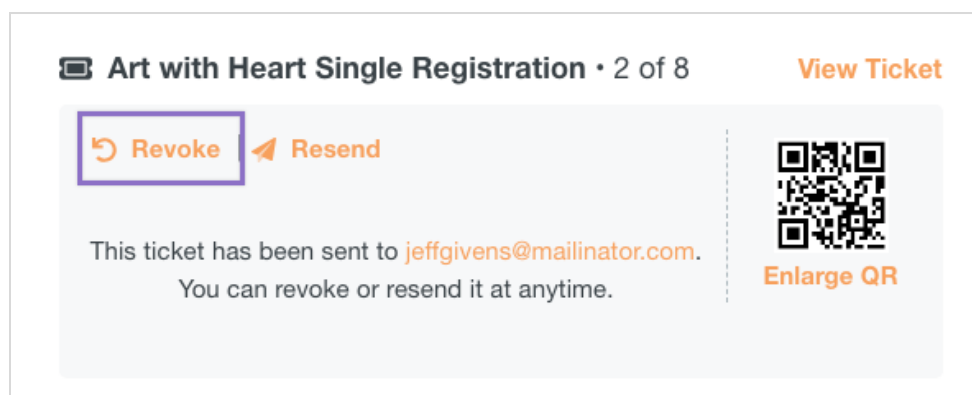 Art with Heart Single Registration • 2 of 8
View Ticket
Revoke | Resend
This ticket has been sent to jeffgivens@mailinator.com.
You can revoke or resend it at anytime.
Enlarge QR